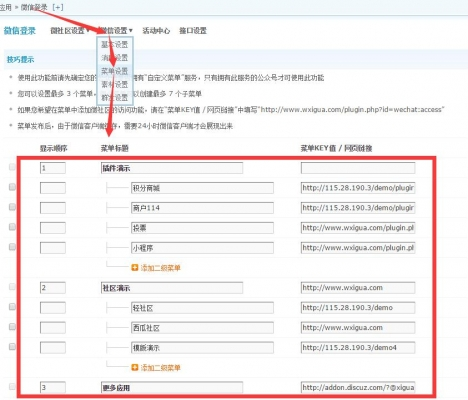 应用 » 微信登录 [+]
微信登录 微社区设置▼ 微信设置▼ 活动中心 接口设置
基本设置
消息设置
菜单设置
素材设置
群发设置
技巧提示
使用此功能前请先确定您的 拥有"自定义菜单"服务，只有拥有此服务的公众号才可使用此功能
您可以设置最多 3 个菜单， 以创建最多 7 个子菜单
如果您希望在菜单中添加微社区的访问功能，请在"菜单KEY值 / 网页链接"中填写"http://www.wxigua.com/plugin.php?id=wechat:access"
菜单发布后，由于微信客户端缓存，需要24小时微信客户端才会展现出来
显示顺序 菜单标题 菜单KEY值 / 网页链接
1 插件演示
积分商城 http://115.28.190.3/demo/plugir
商户114 http://115.28.190.3/demo/plugir
投票 http://www.wxigua.com/plugin.pl
小程序 http://www.wxigua.com/plugin.pl
添加二级菜单
2 社区演示 http://www.wxigua.com
轻社区 http://115.28.190.3/demo
西瓜社区 http://www.wxigua.com
模版演示 http://115.28.190.3/demo4
添加二级菜单
3 更多应用 http://addon.discuz.com/?@xigua